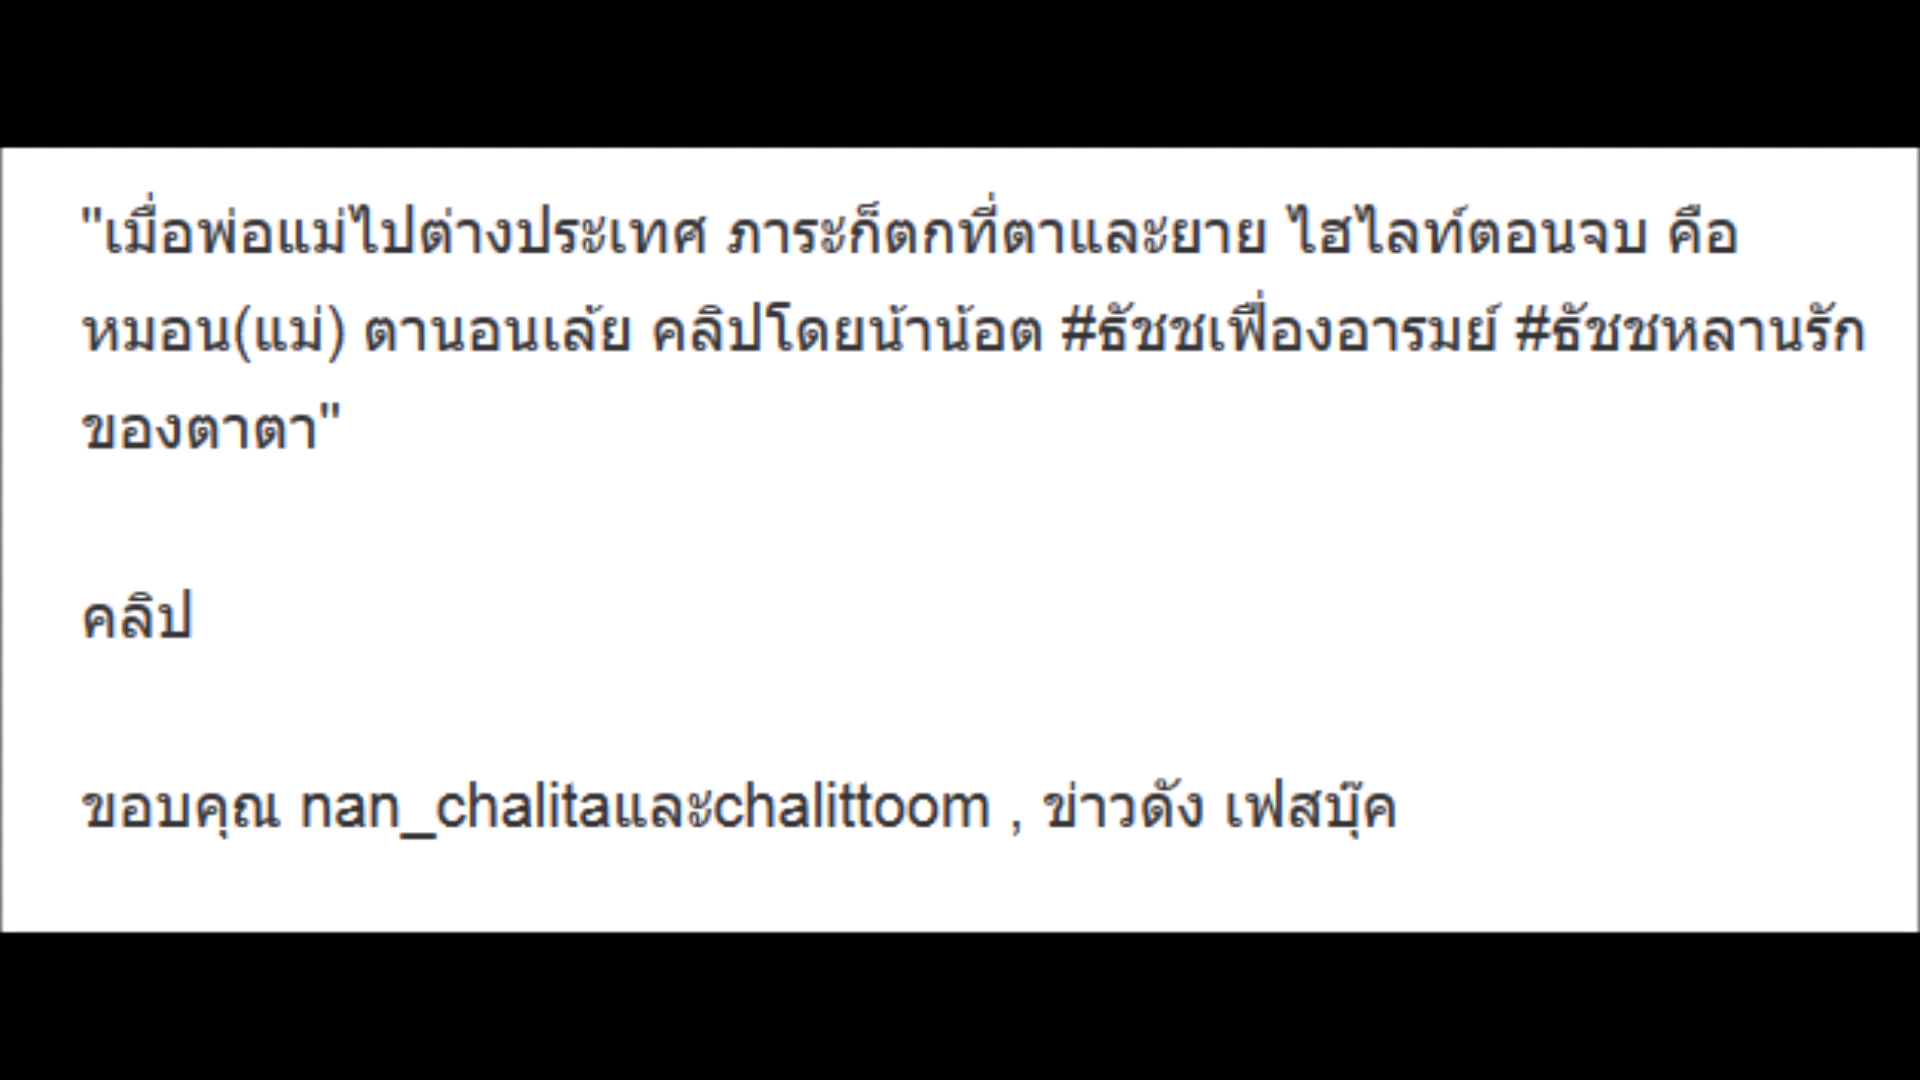 "เมื่อพ่อแม่ไปต่างประเทศ ภาระก็ตกที่ตาและยาย ไฮไลท์ตอนจบ คือ
หมอน(แม่) ตานอนเล้ย คลิปโดยน้าน้อต #ธัชชเฟื่องอารมย์ #ธัชชหลานรัก
ของตาตา"
คลิป
ขอบคุณ nan_chalitaและchalittoom , ข่าวดัง เฟสบุ๊ค